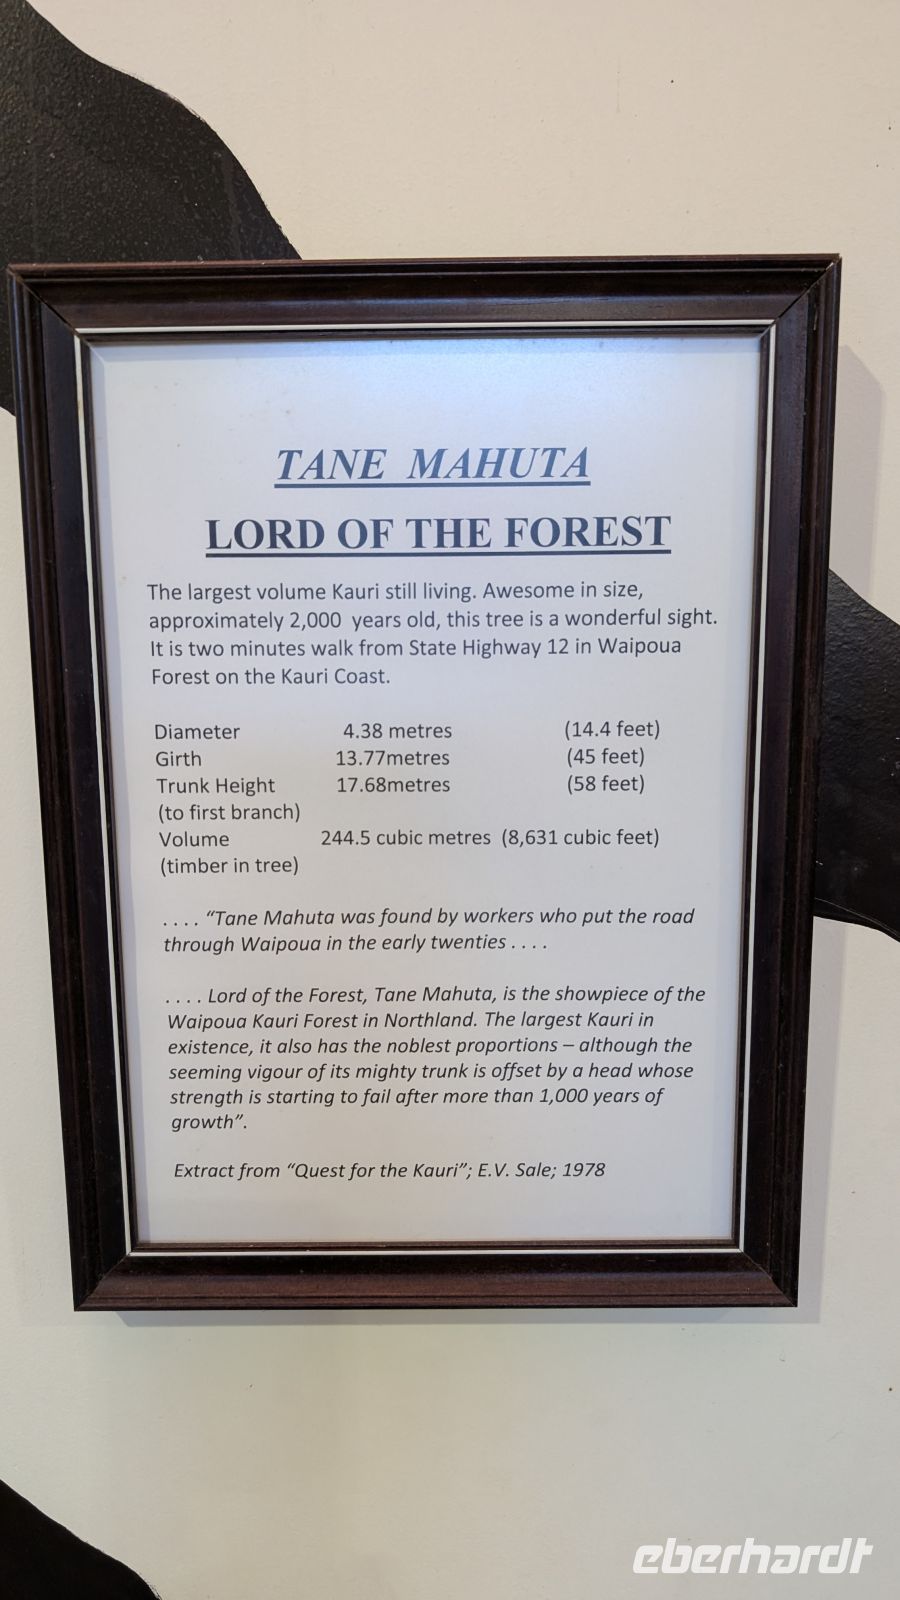 TANE MAHUTA
LORD OF THE FOREST
The largest volume Kauri still living. Awesome in size,
approximately 2,000 years old, this tree is a wonderful sight.
It is two minutes walk from State Highway 12 in Waipoua
Forest on the Kauri Coast.
Diameter 4.38 metres (14.4 feet)
Girth 13.77metres (45 feet)
Trunk Height 17.68metres (58 feet)
(to first branch)
Volume 244.5 cubic metres (8,631 cubic feet)
(timber in tree)
. . . . “Tane Mahuta was found by workers who put the road
through Waipoua in the early twenties . . . .
. . . . Lord of the Forest, Tane Mahuta, is the showpiece of the
Waipoua Kauri Forest in Northland. The largest Kauri in
existence, it also has the noblest proportions – although the
seeming vigour of its mighty trunk is offset by a head whose
strength is starting to fail after more than 1,000 years of
growth”.
Extract from “Quest for the Kauri”; E.V. Sale; 1978
eberhardt